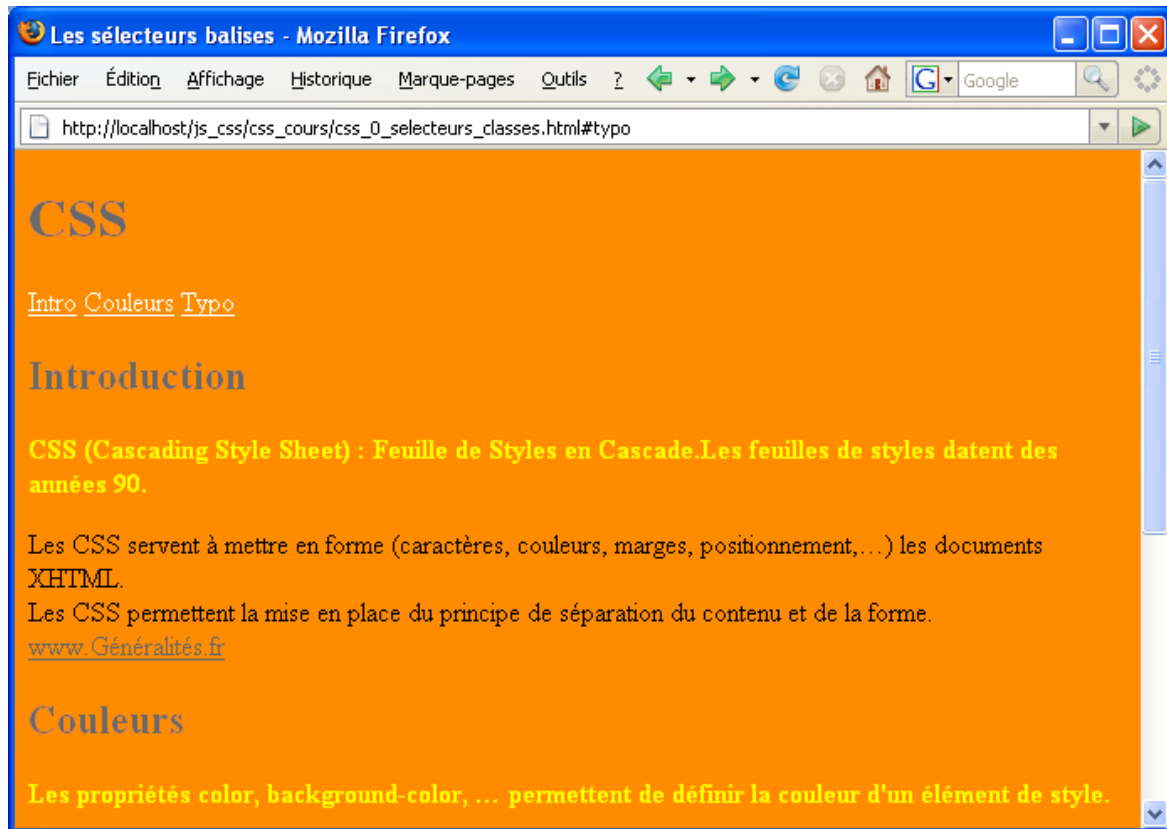 Les sélecteurs balises - Mozilla Firefox
Fichier Édition Affichage Historique Marque-pages Outils ? G Google
http://localhost/js_css/css_cours/css_0_selecteurs_classes.html#typo
CSS
Intro Couleurs Typo
Introduction
CSS (Cascading Style Sheet) : Feuille de Styles en Cascade.Les feuilles de styles datent des
années 90.
Les CSS servent à mettre en forme (caractères, couleurs, marges, positionnement,…) les documents
XHTML.
Les CSS permettent la mise en place du principe de séparation du contenu et de la forme.
www.Généralités.fr
Couleurs
Les propriétés color, background-color, … permettent de définir la couleur d'un élément de style.